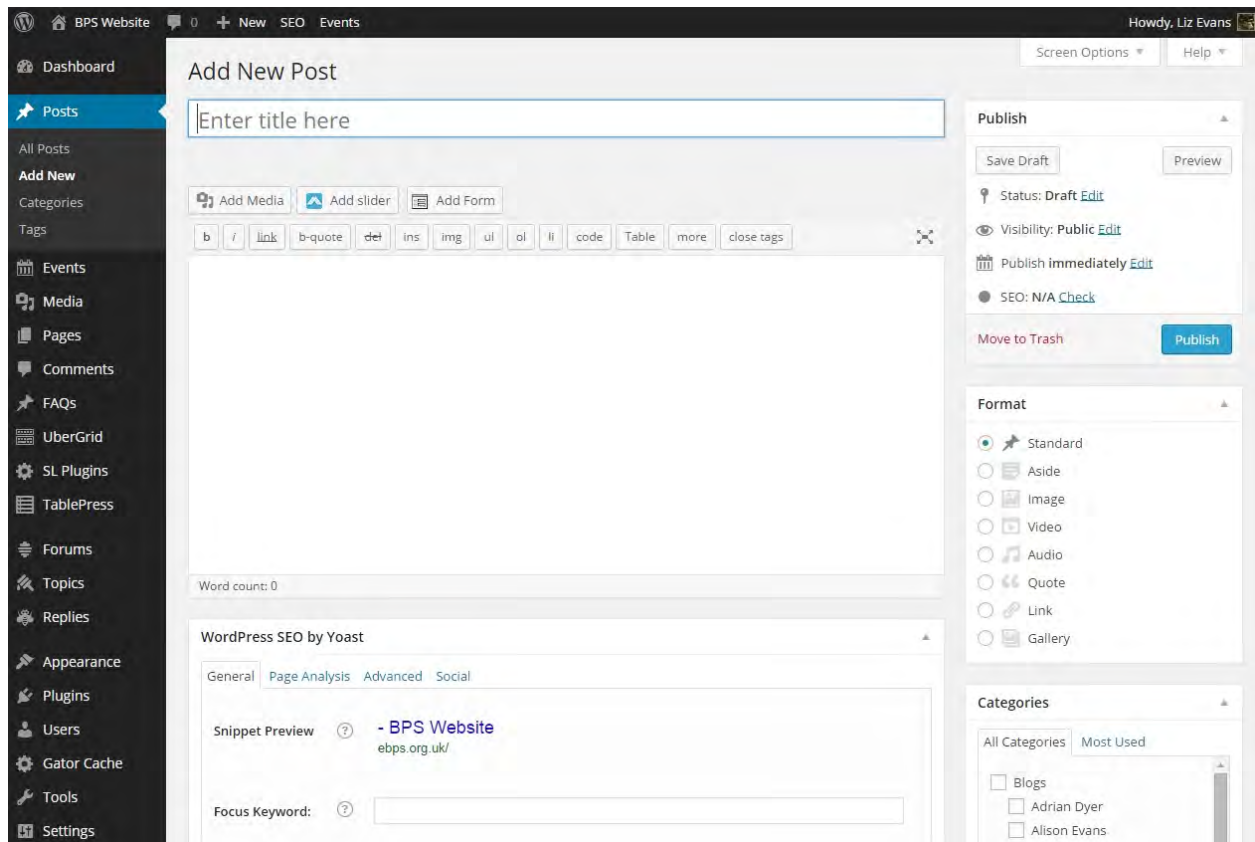 BPS Website 0 + New SEO Events Howdy, Liz Evans
Dashboard
Posts
All Posts
Add New
Categories
Tags
Events
Media
Pages
Comments
FAQs
UberGrid
SL Plugins
TablePress
Forums
Topics
Replies
Appearance
Plugins
Users
Gator Cache
Tools
Settings
Screen Options Help
Add New Post
Enter title here
Add Media Add slider Add Form
b i link b-quote del ins img ul ol li code Table more close tags
Word count: 0
WordPress SEO by Yoast
General Page Analysis Advanced Social
Snippet Preview ? - BPS Website
ebps.org.uk/
Focus Keyword: ?
Publish
Save Draft Preview
Status: Draft Edit
Visibility: Public Edit
Publish immediately Edit
SEO: N/A Check
Move to Trash Publish
Format
Standard
Aside
Image
Video
Audio
Quote
Link
Gallery
Categories
All Categories Most Used
Blogs
Adrian Dyer
Alison Evans